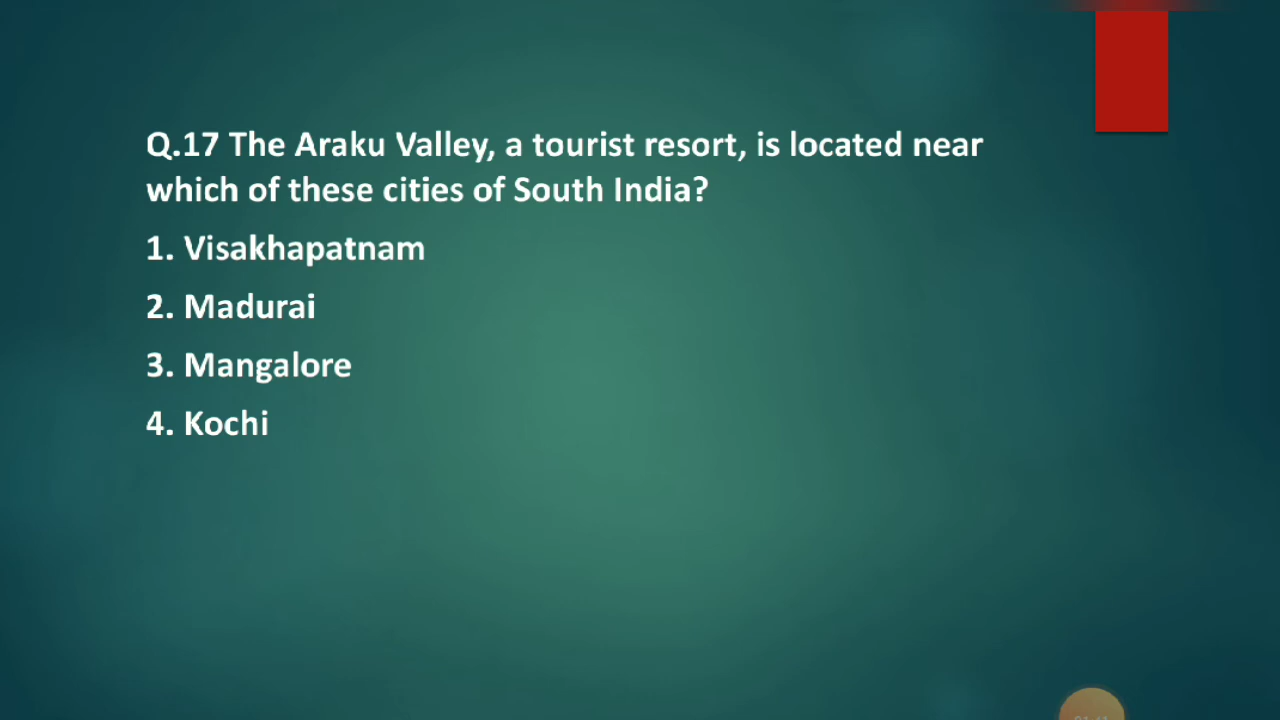 Q.17 The Araku Valley, a tourist resort, is located near
which of these cities of South India?
1. Visakhapatnam
2. Madurai
3. Mangalore
4. Kochi